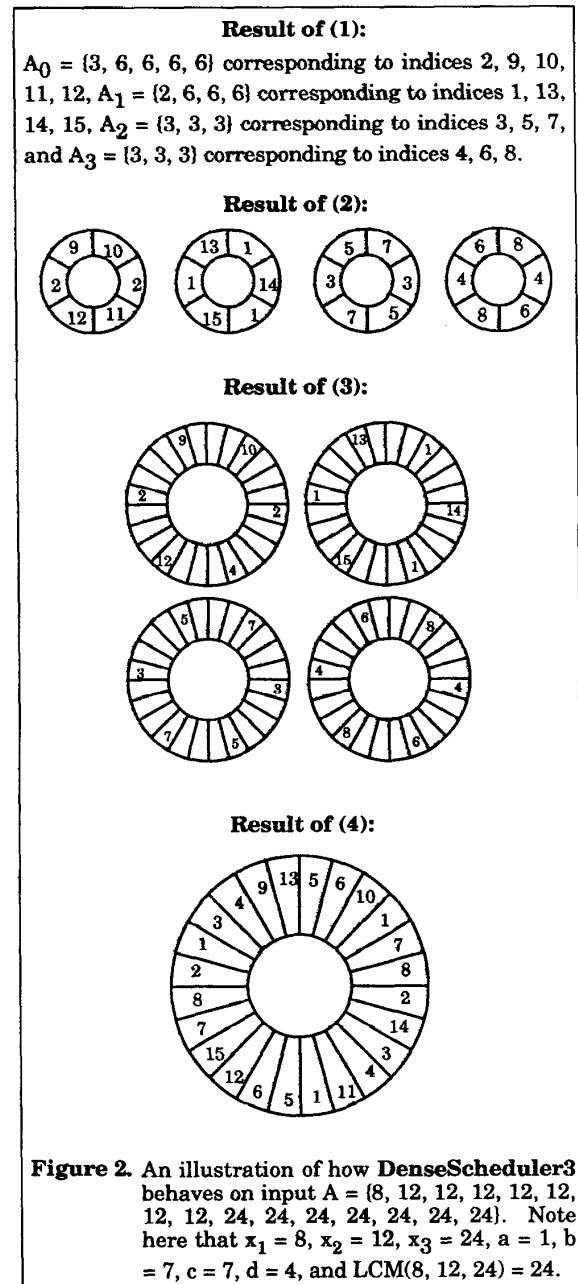 Result of (1):
A0 = {3, 6, 6, 6, 6} corresponding to indices 2, 9, 10,
11, 12, A1 = {2, 6, 6, 6} corresponding to indices 1, 13,
14, 15, A2 = {3, 3, 3} corresponding to indices 3, 5, 7,
and A3 = {3, 3, 3} corresponding to indices 4, 6, 8.
Result of (2):
9 10 13 1 5 7 6 8
2 2 1 14 3 3 4 4
12 11 15 1 7 5 8 6
Result of (3):
9 10 13 1
2 2 1 14
12 4 15 1
5 7 6 8
3 3 4 4
7 5 8 6
Result of (4):
9 13 5 6
4 10
3 1
1 7
2 8
8 2
7 14
15 3
12 4
6 5 1 11
Figure 2. An illustration of how DenseScheduler3
behaves on input A = {8, 12, 12, 12, 12, 12,
12, 12, 24, 24, 24, 24, 24, 24, 24}. Note
here that x1 = 8, x2 = 12, x3 = 24, a = 1, b
= 7, c = 7, d = 4, and LCM(8, 12, 24) = 24.